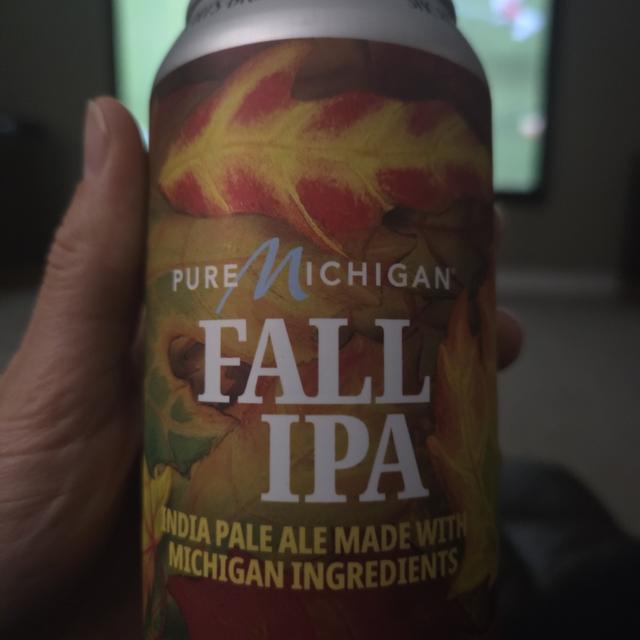 PURE MICHIGAN
FALL
IPA
INDIA PALE ALE MADE WITH
MICHIGAN INGREDIENTS